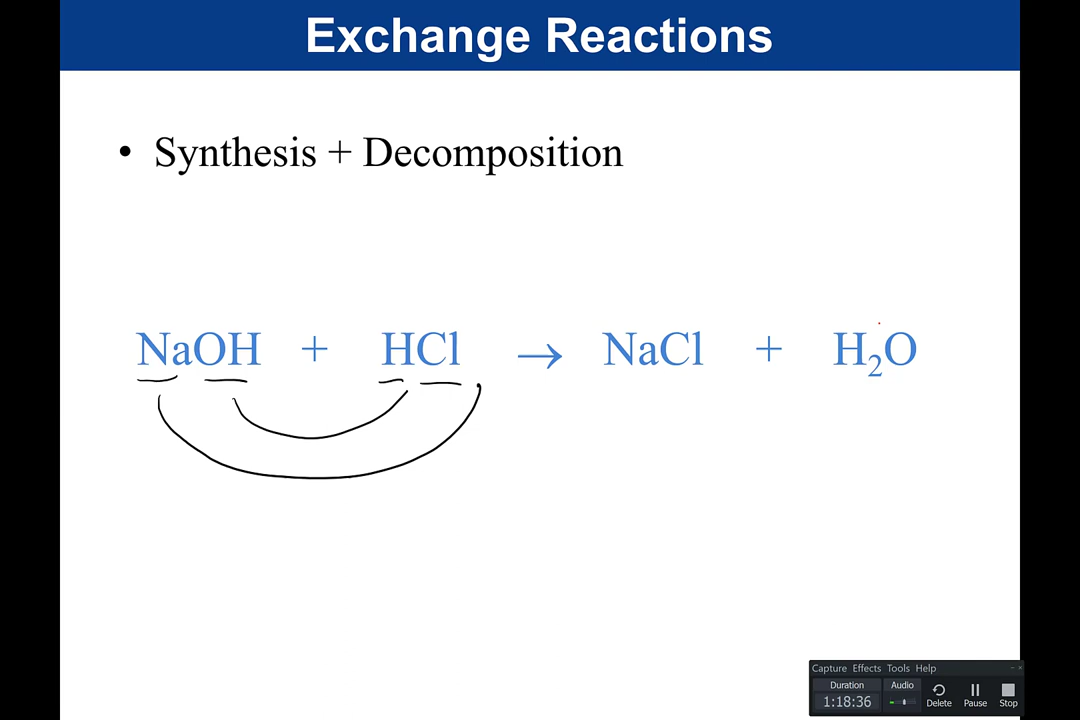 Exchange Reactions
• Synthesis + Decomposition
NaOH + HCl → NaCl + H₂O
Capture Effects Tools Help
Duration Audio
1:18:36 Delete Pause Stop